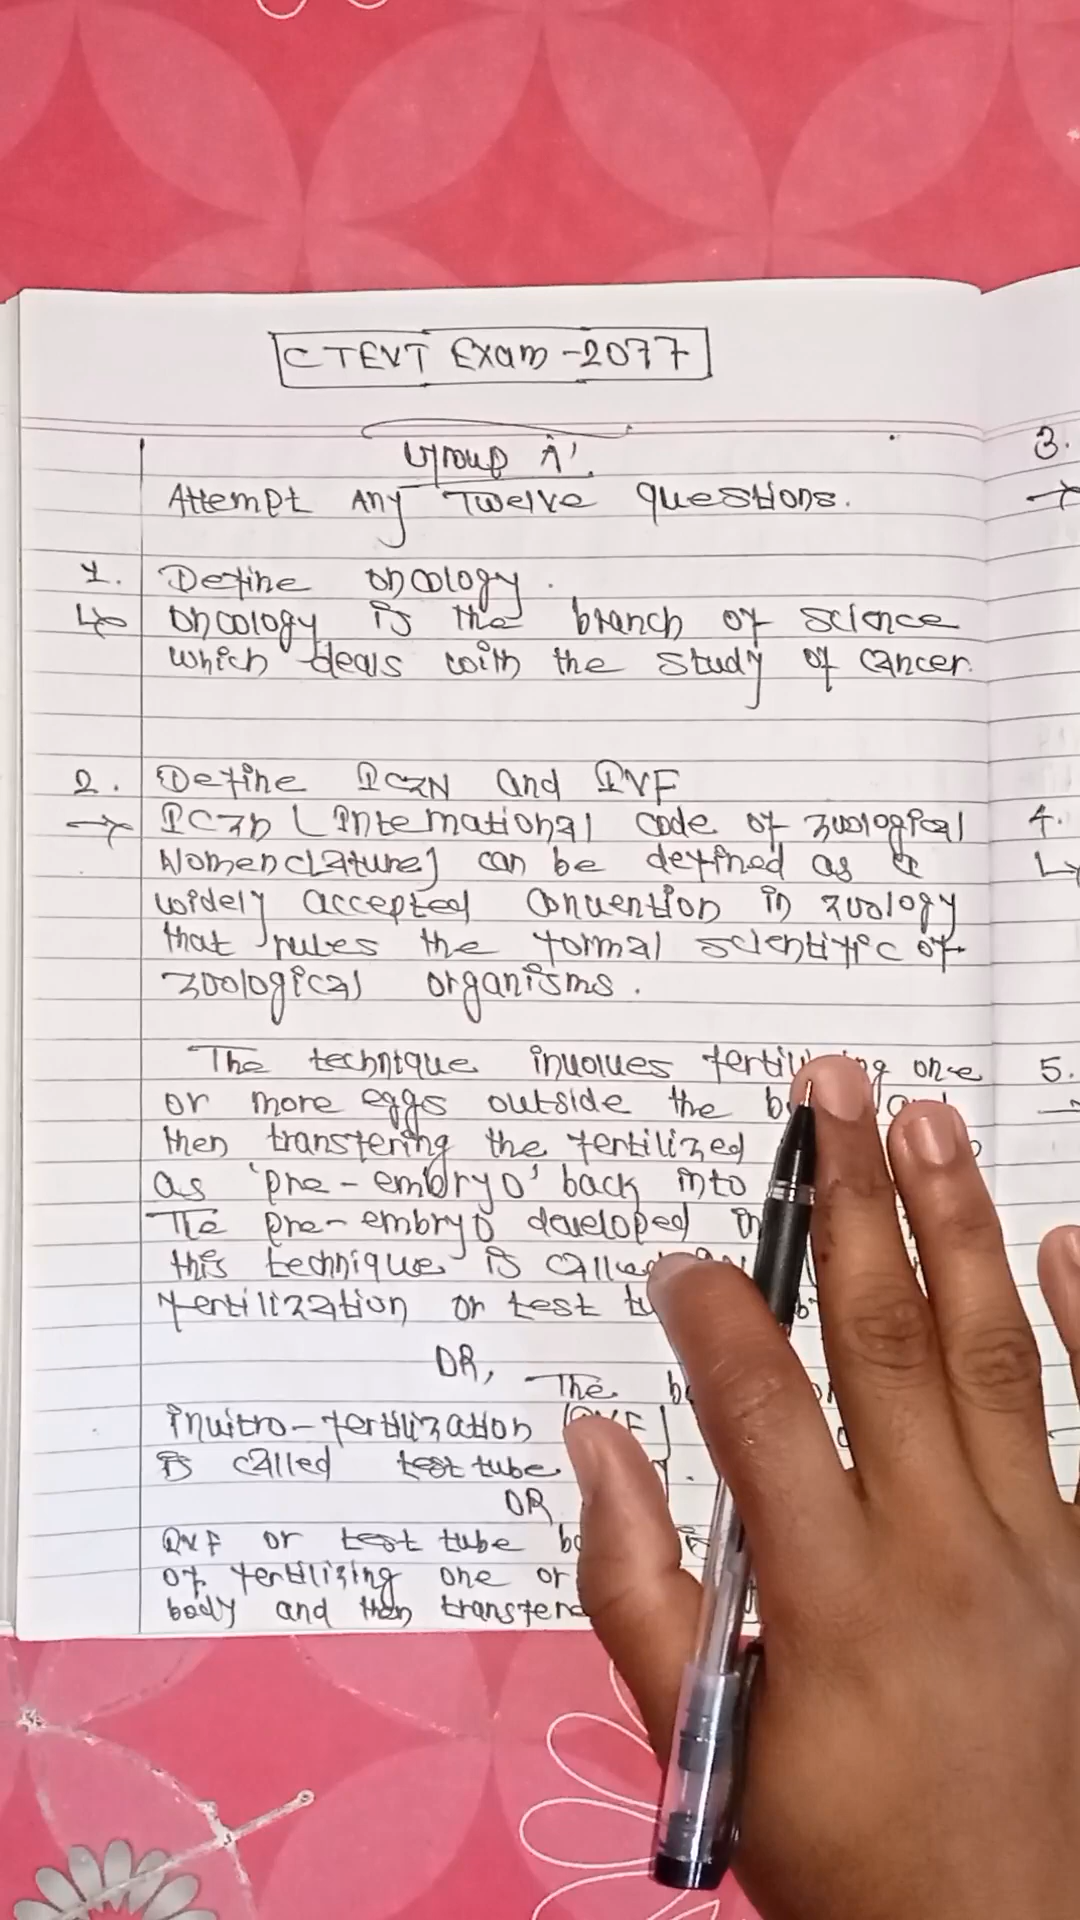 CTEVT Exam-2077
Group 'A'.
Attempt Any Twelve questions.
1. Define oncology.
oncology is the branch of science
which deals with the study of cancer.
2. Define ICZN and IVF
→ ICZN (International code of zoological
Nomenclature) can be defined as a
widely accepted convention in zoology
that rules the formal scientific of
zoological organisms.
The technique involves fertilizing one
or more eggs outside the
then transfering the fertilized
as 'pre-embryo' back into
The pre-embryo developed
this technique is called
fertilization or test
OR, The
invitro-fertilization (IVF)
is called test tube
OR
IVF or test tube
of fertilizing one or
body and then
3.
→
4.
5.